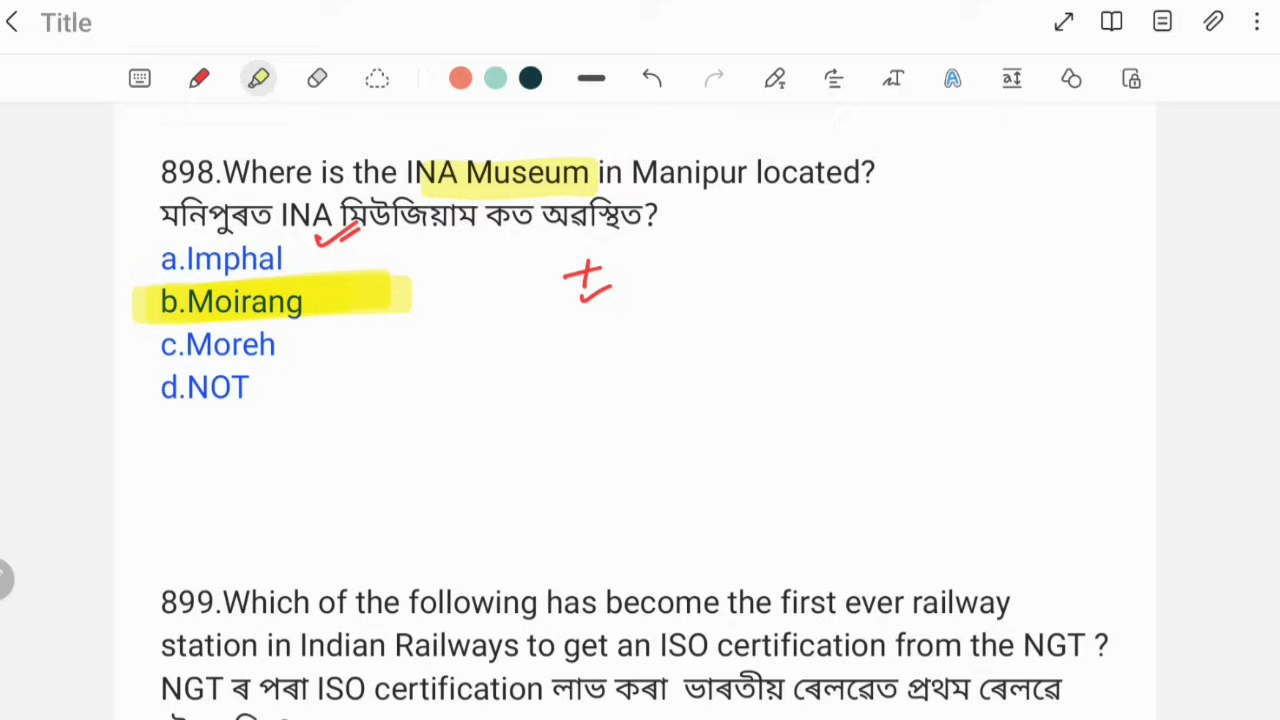 Title
898.Where is the INA Museum in Manipur located?
মনিপুৰত INA মিউজিয়াম কত অৱস্থিত?
a.Imphal
b.Moirang
c.Moreh
d.NOT
899.Which of the following has become the first ever railway
station in Indian Railways to get an ISO certification from the NGT ?
NGT ৰ পৰা ISO certification লাভ কৰা ভাৰতীয় ৰেলৱেত প্ৰথম ৰেলৱে